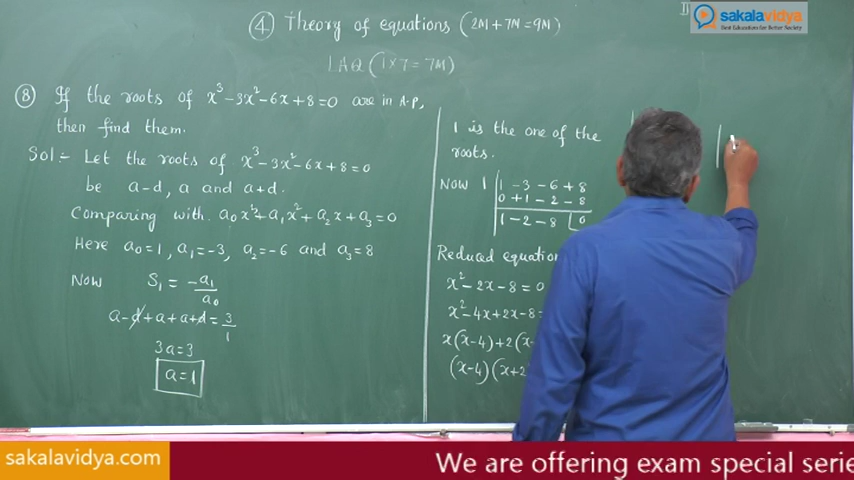 ④ Theory of equations (2M + 7M = 9M)
II
sakalavidya
Best Education for Better Society
LAQ (1×7 = 7M)
⑧ If the roots of x³ - 3x² - 6x + 8 = 0 are in A.P,
then find them.
Sol :- Let the roots of x³ - 3x² - 6x + 8 = 0
be a-d, a and a+d.
Comparing with a₀x³ + a₁x² + a₂x + a₃ = 0
Here a₀ = 1, a₁ = -3, a₂ = -6 and a₃ = 8
Now S₁ = -a₁/a₀
a - d + a + a + d = 3/1
3a = 3
a = 1
1 is the one of the
roots.
Now 1 | 1 - 3 - 6 + 8
0 + 1 - 2 - 8
1 - 2 - 8 | 0
Reduced equation
x² - 2x - 8 = 0
x² - 4x + 2x - 8 =
x(x-4) + 2(x-
(x-4)(x+2
sakalavidya.com
We are offering exam special serie